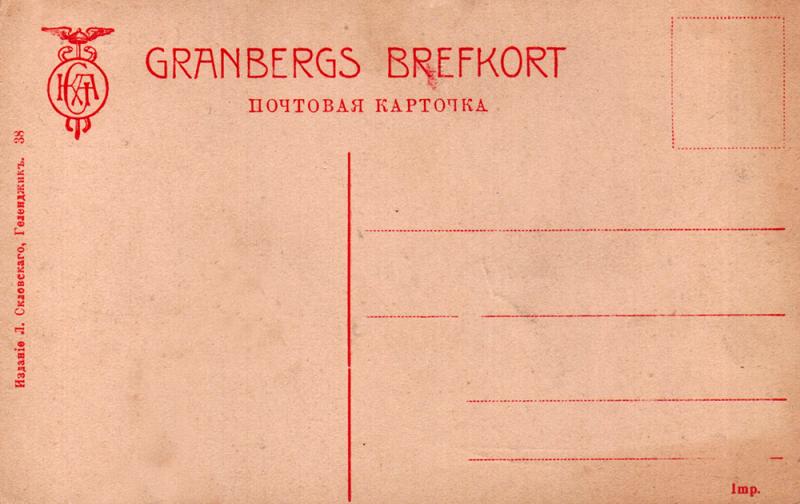 GRANBERGS BREFKORT
ПОЧТОВАЯ КАРТОЧКА
Изданіе Л. Скловскаго, Геленджикъ. 38
Imp.